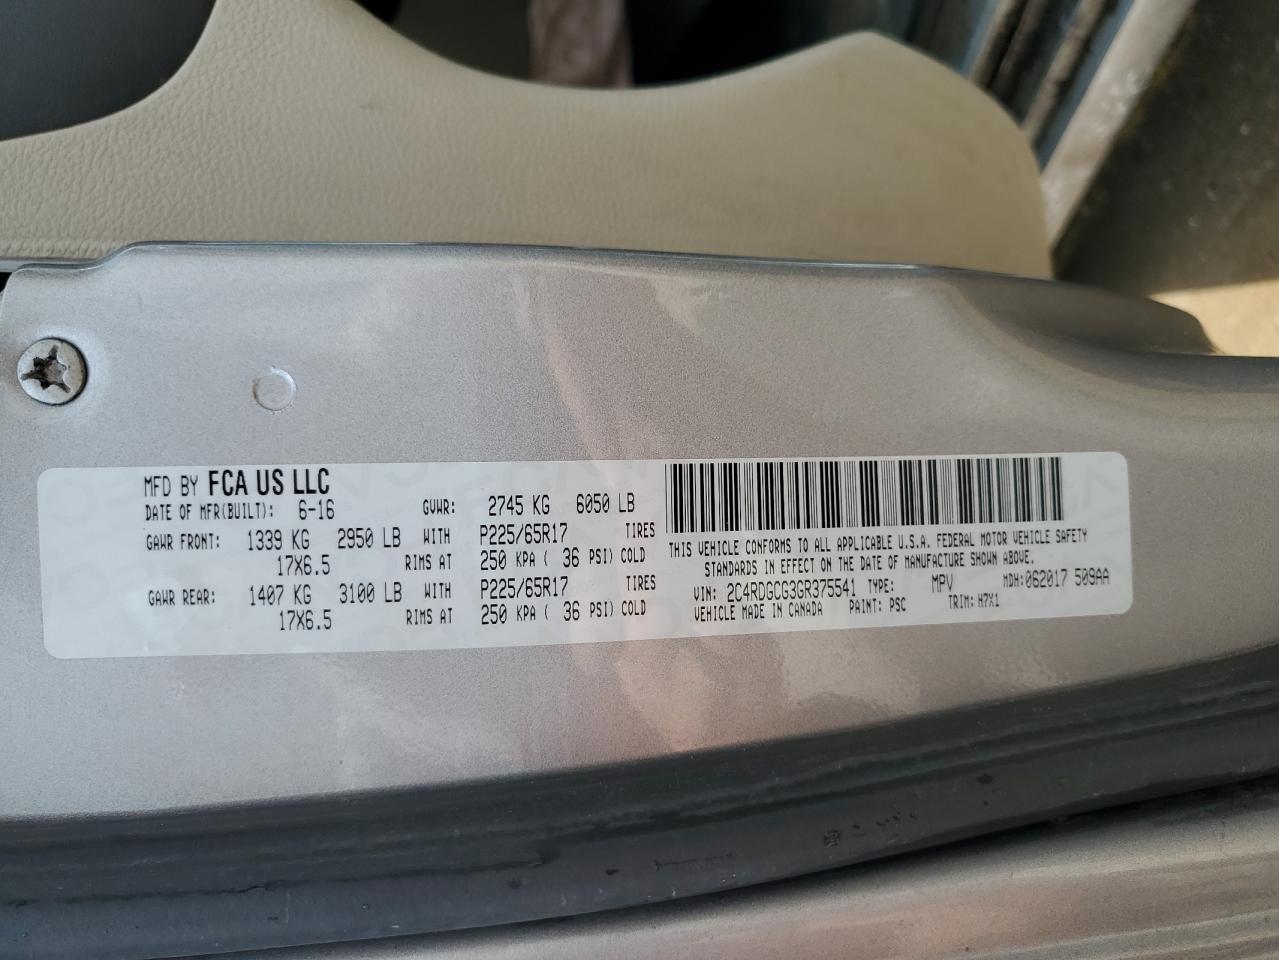 MFD BY FCA US LLC
DATE OF MFR(BUILT): 6-16 GVWR: 2745 KG 6050 LB
GAWR FRONT: 1339 KG 2950 LB WITH P225/65R17 TIRES
17X6.5 RIMS AT 250 KPA ( 36 PSI) COLD
GAWR REAR: 1407 KG 3100 LB WITH P225/65R17 TIRES
17X6.5 RIMS AT 250 KPA ( 36 PSI) COLD
THIS VEHICLE CONFORMS TO ALL APPLICABLE U.S.A. FEDERAL MOTOR VEHICLE SAFETY
STANDARDS IN EFFECT ON THE DATE OF MANUFACTURE SHOWN ABOVE.
VIN: 2C4RDGCG3GR375541 TYPE: MPV MDH: 062017 509AA
VEHICLE MADE IN CANADA PAINT: PSC TRIM: H7X1